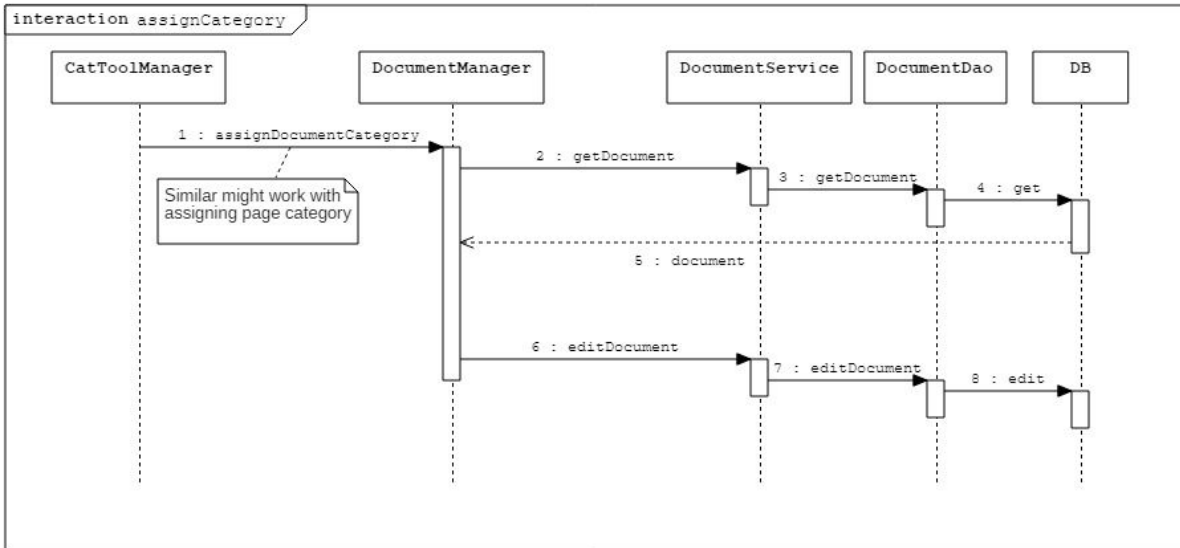 interaction assignCategory
CatToolManager
DocumentManager
DocumentService
DocumentDao
DB
1 : assignDocumentCategory
2 : getDocument
3 : getDocument
4 : get
Similar might work with
assigning page category
5 : document
6 : editDocument
7 : editDocument
8 : edit